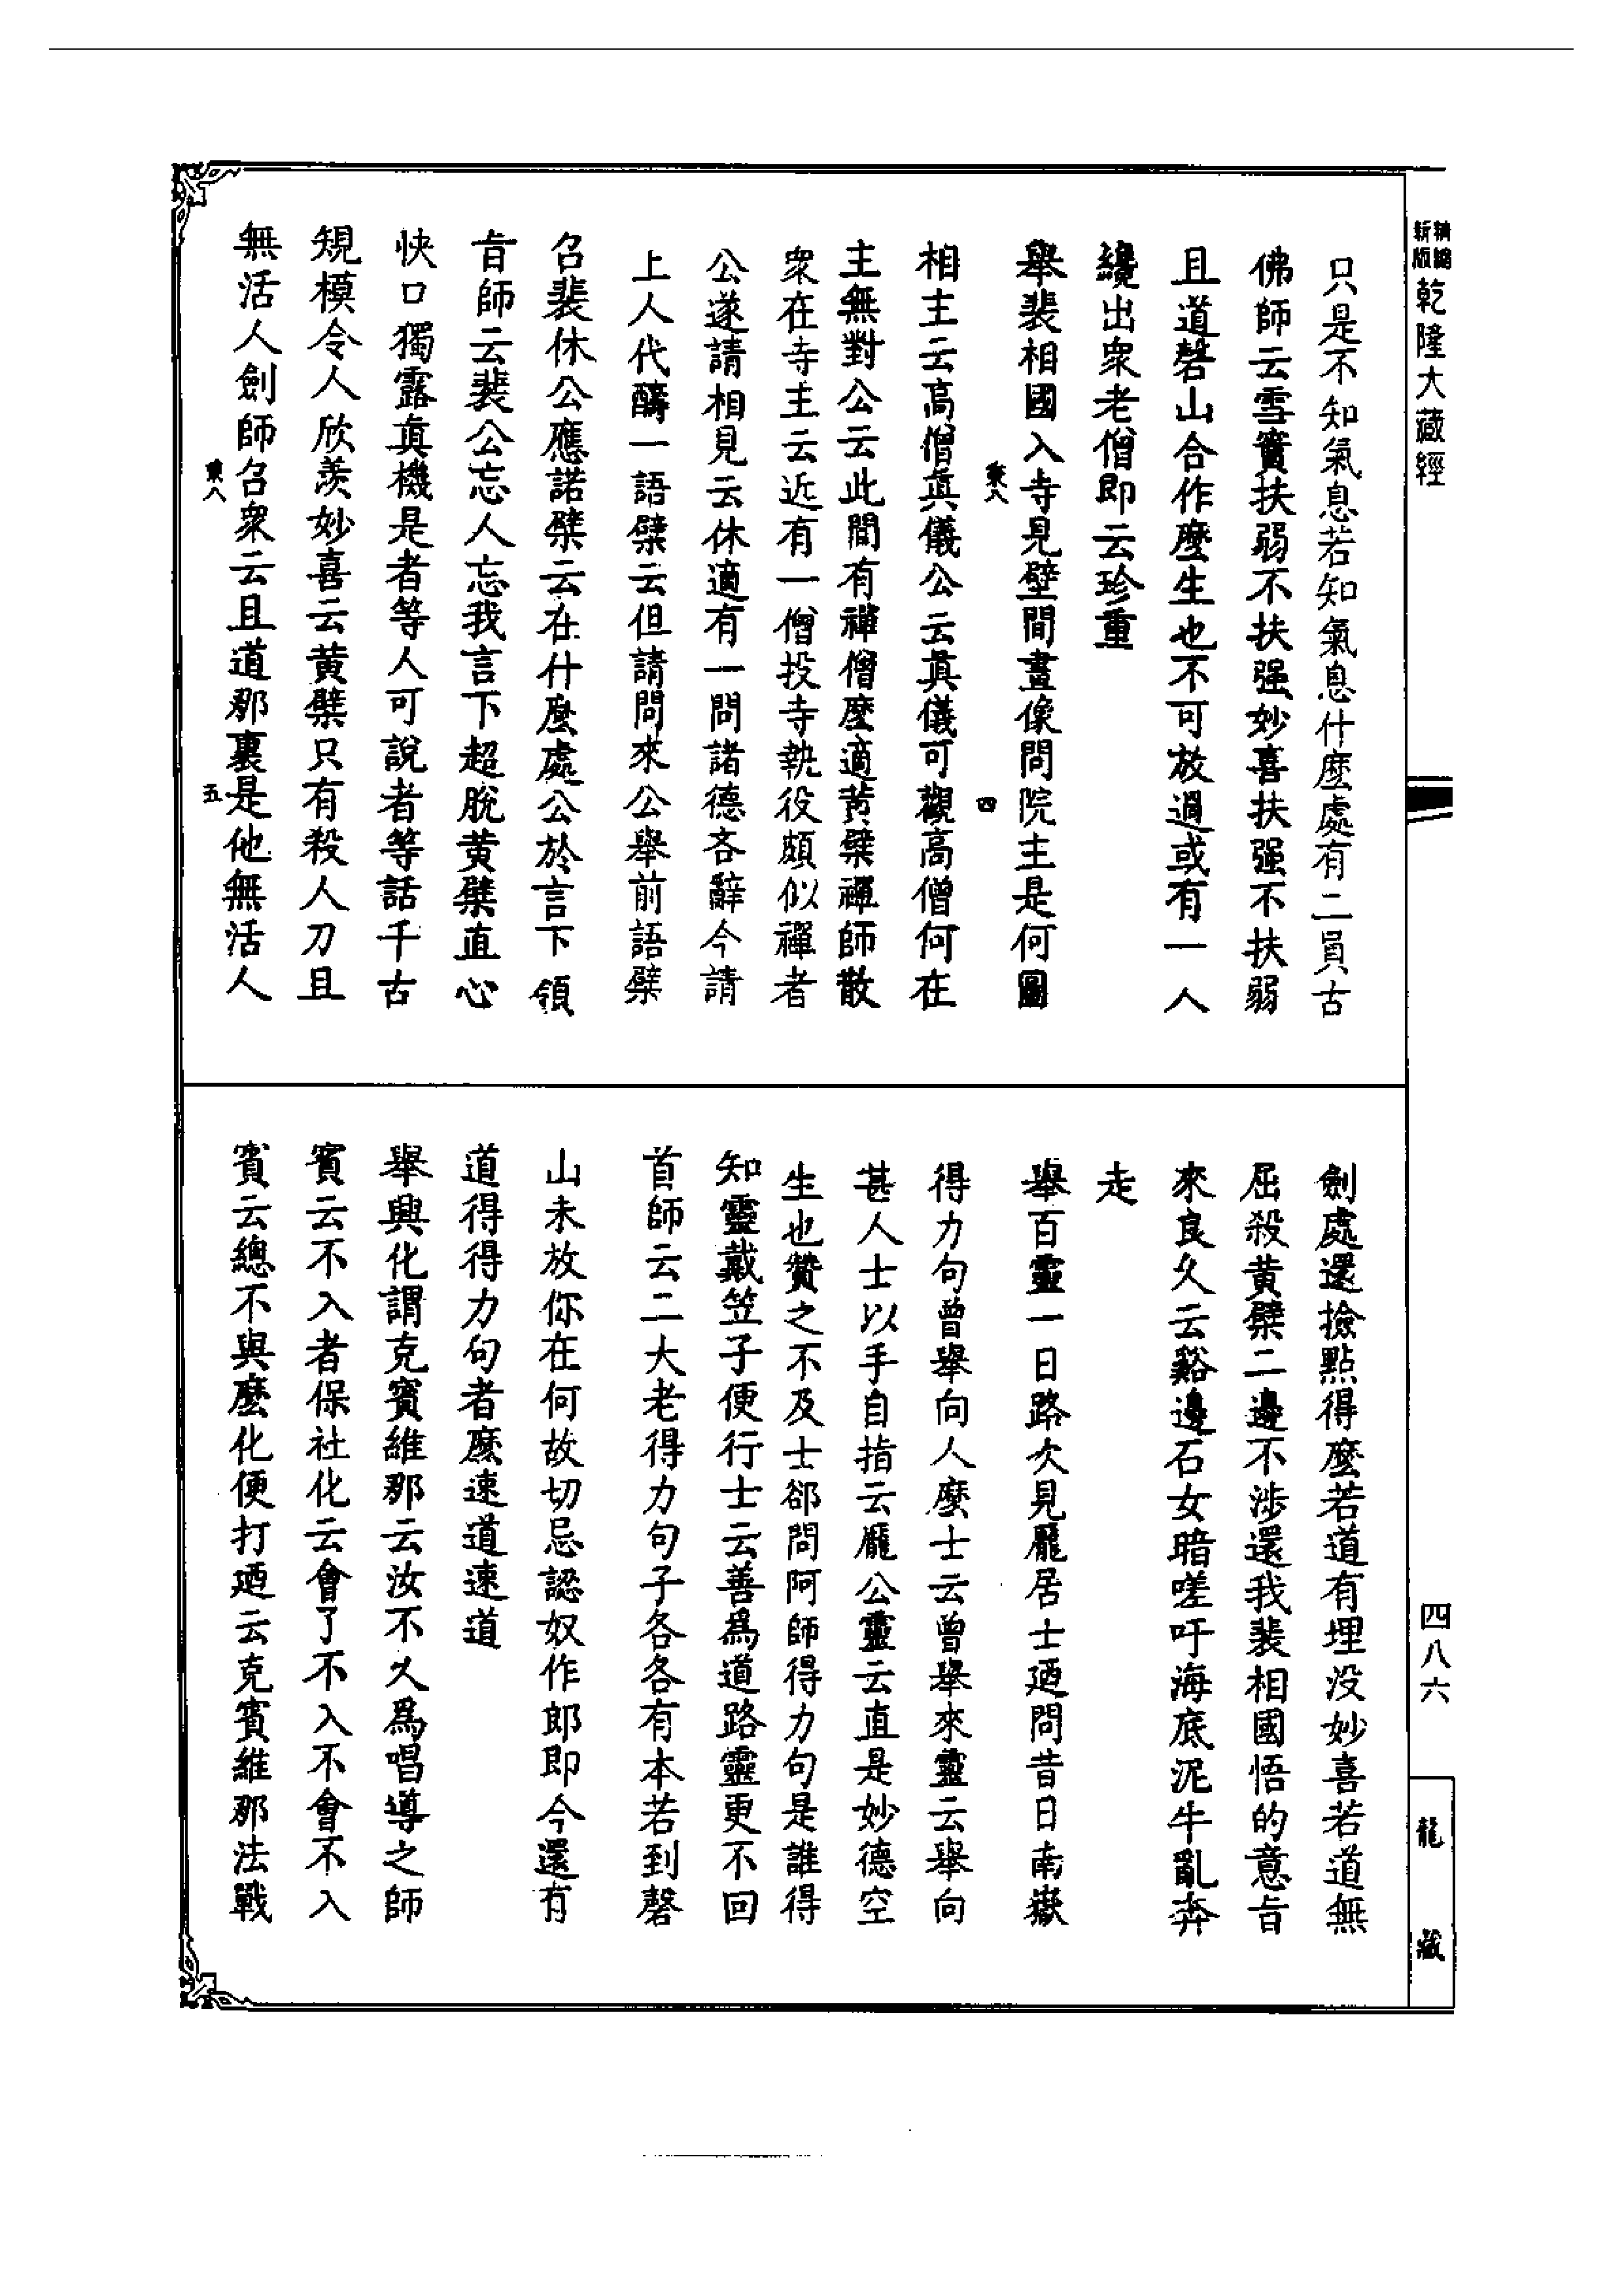 新版精縮乾隆大藏經
只是不知氣息若知氣息什麼處有二員古
佛師云雪竇扶弱不扶强妙喜扶强不扶弱
且道磬山合作麼生也不可放過或有一人
纔出衆老僧即云珍重
舉裴相國入寺見壁間畫像問院主是何圖
相主云高僧眞儀公云眞儀可觀高僧何在
主無對公云此間有禪僧麼適黄檗禪師散
衆在寺主云近有一僧投寺執役頗似禪者
公遂請相見云休適有一問諸德吝辭今請
上人代醻一語檗云但請問來公舉前語檗
召裴休公應諾檗云在什麼處公於言下領
旨師云裴公忘人忘我言下超脫黄檗直心
快口獨露眞機是者等人可說者等話千古
規模令人欣羡妙喜云黄檗只有殺人刀且
無活人劍師召衆云且道那裏是他無活人
劍處還撿點得麼若道有埋没妙喜若道無
屈殺黄檗二邊不涉還我裴相國悟的意旨
來良久云谿邊石女暗嗟吁海底泥牛亂奔
走
舉百靈一日路次見龐居士廼問昔日南嶽
得力句曾舉向人麼士云曾舉來靈云舉向
甚人士以手自指云龐公靈云直是妙德空
生也贊之不及士郤問阿師得力句是誰得
知靈戴笠子便行士云善爲道路靈更不回
首師云二大老得力句子各各有本若到磬
山未放你在何故切忌認奴作郎即今還有
道得得力句者麽速道速道
舉興化謂克賓維那云汝不久爲唱導之師
賓云不入者保社化云會了不入不會不入
賓云總不與麼化便打廼云克賓維那法戰
四八六
龍藏